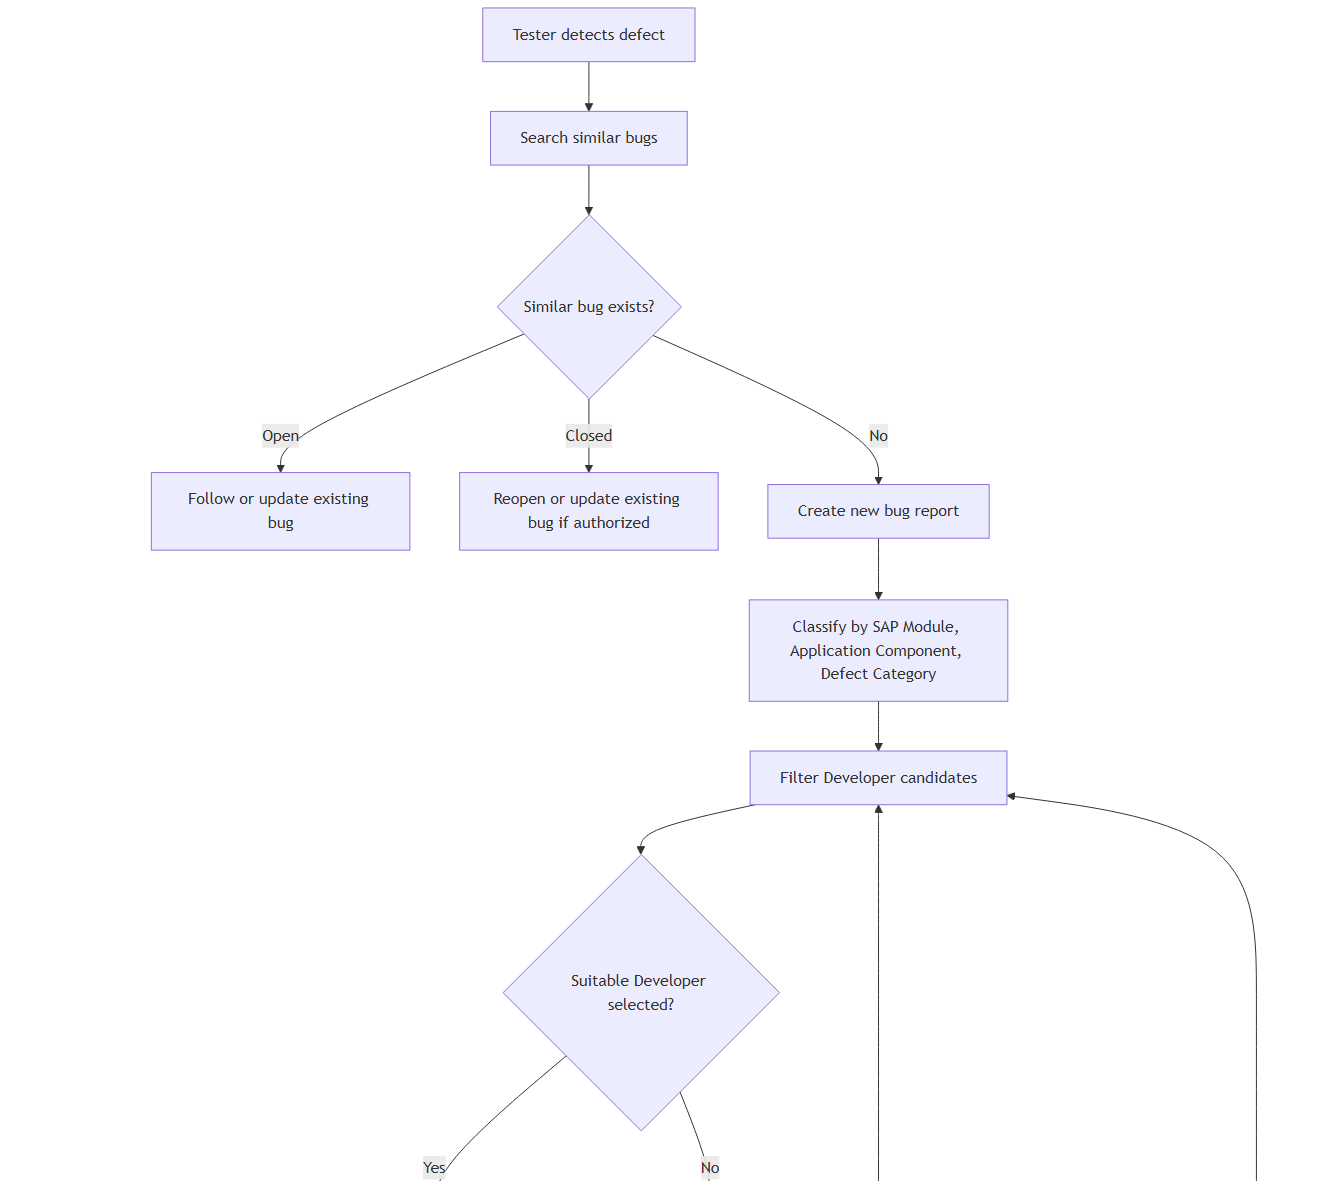 Tester detects defect
Search similar bugs
Similar bug exists?
Open
Closed
No
Follow or update existing
bug
Reopen or update existing
bug if authorized
Create new bug report
Classify by SAP Module,
Application Component,
Defect Category
Filter Developer candidates
Suitable Developer
selected?
Yes
No